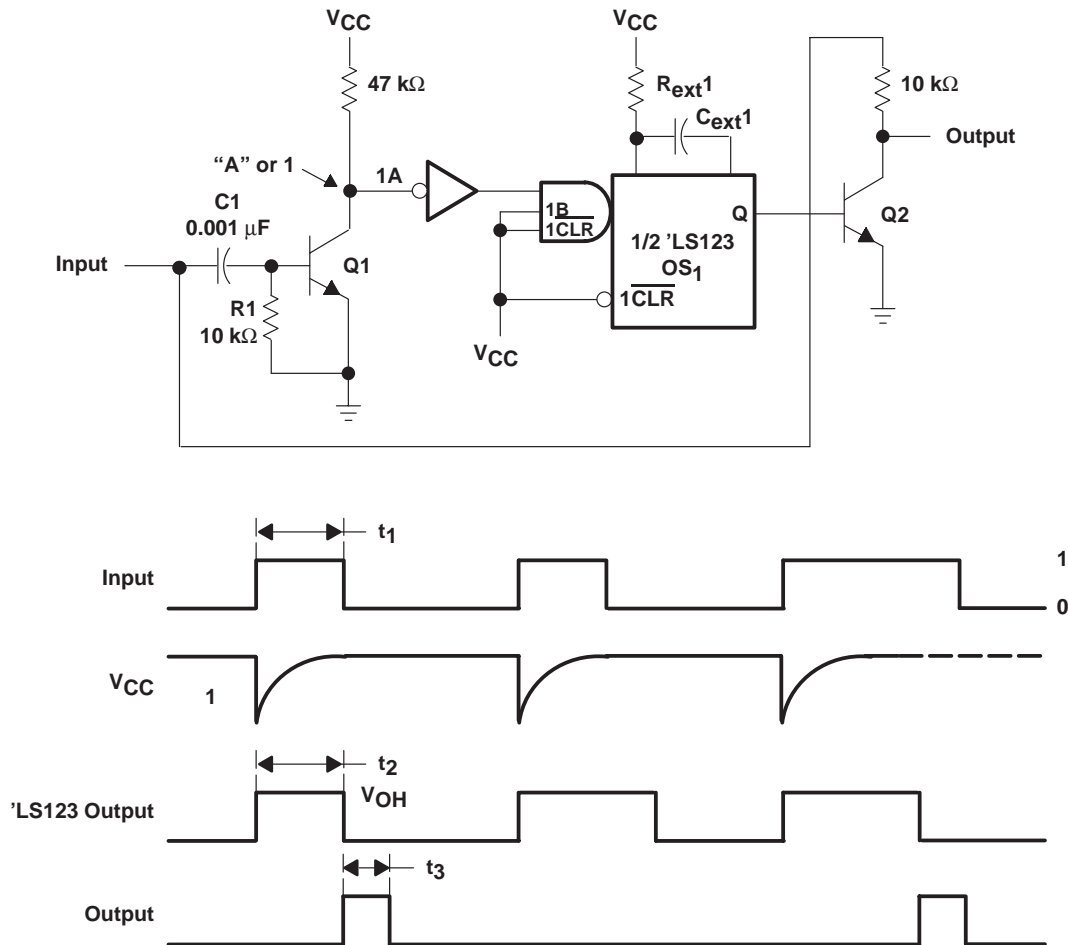 VCC
47 kΩ
“A” or 1
1A
C1
0.001 μF
Input
Q1
R1
10 kΩ
1B
1CLR
VCC
VCC
Rext1
Cext1
Q
1/2 'LS123
OS1
1CLR
10 kΩ
Output
Q2
t1
Input
1
0
VCC
1
t2
VOH
'LS123 Output
t3
Output